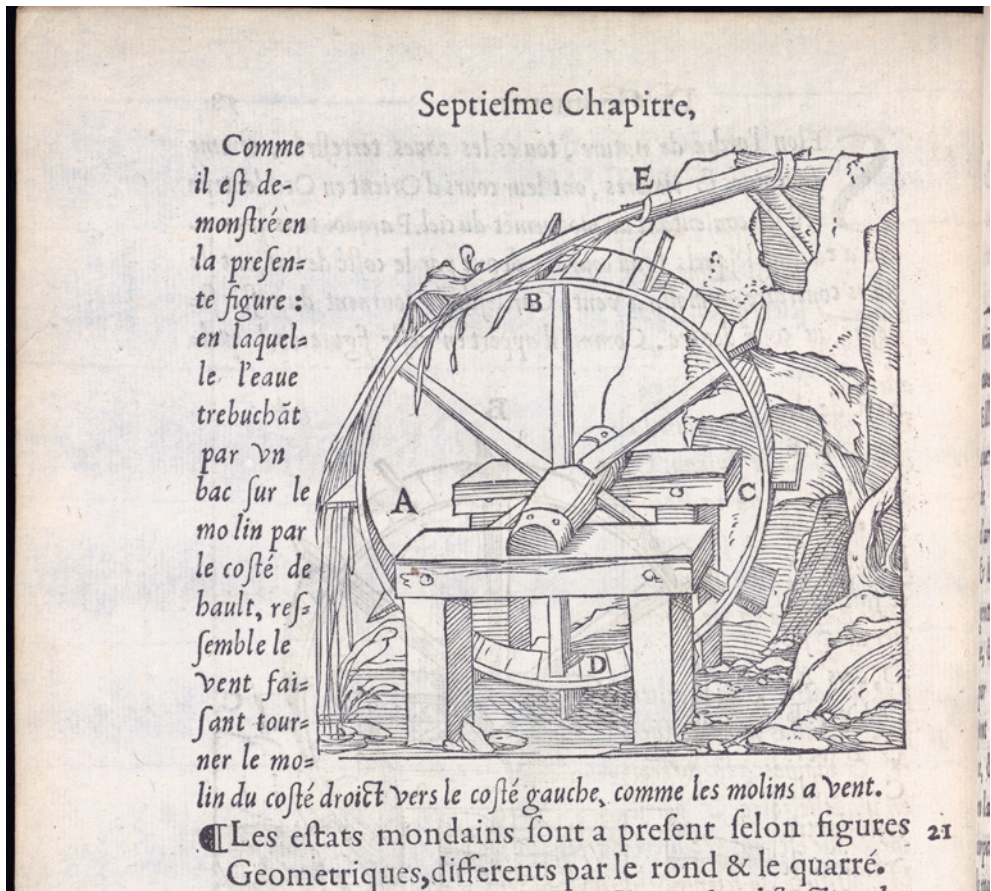 Septiesme Chapitre,
Comme
il est de-
monstré en
la presen-
te figure :
en laquel-
le l'eaue
trebuchāt
par vn
bac sur le
mo lin par
le costé de
hault, res-
semble le
vent fai-
sant tour-
ner le mo-
lin du costé droict vers le costé gauche, comme les molins a vent.
¶Les estats mondains sont a present selon figures 21
Geometriques, differents par le rond & le quarré.
E
B
A
C
D